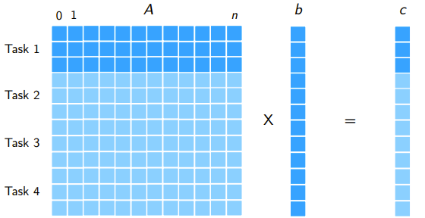 A b c
0 1 n
Task 1
Task 2
X =
Task 3
Task 4